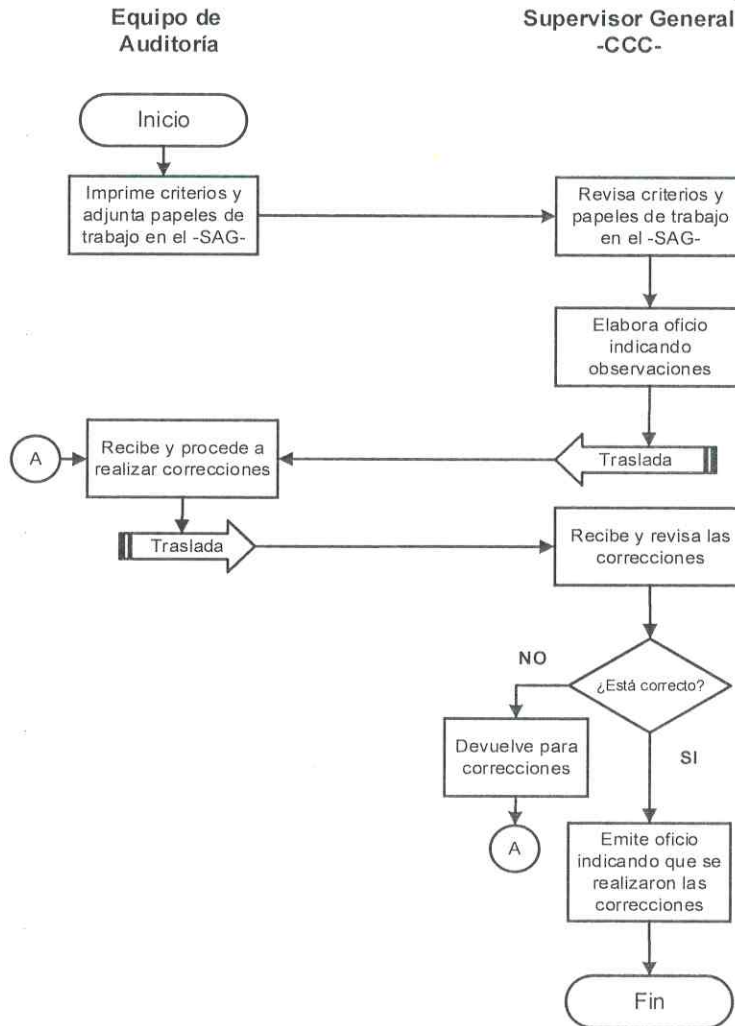 Equipo de
Auditoría
Supervisor General
-CCC-
Inicio
Imprime criterios y
adjunta papeles de
trabajo en el -SAG-
Revisa criterios y
papeles de trabajo
en el -SAG-
Elabora oficio
indicando
observaciones
A
Recibe y procede a
realizar correcciones
Traslada
Traslada
Recibe y revisa las
correcciones
NO
¿Está correcto?
Devuelve para
correcciones
SI
A
Emite oficio
indicando que se
realizaron las
correcciones
Fin